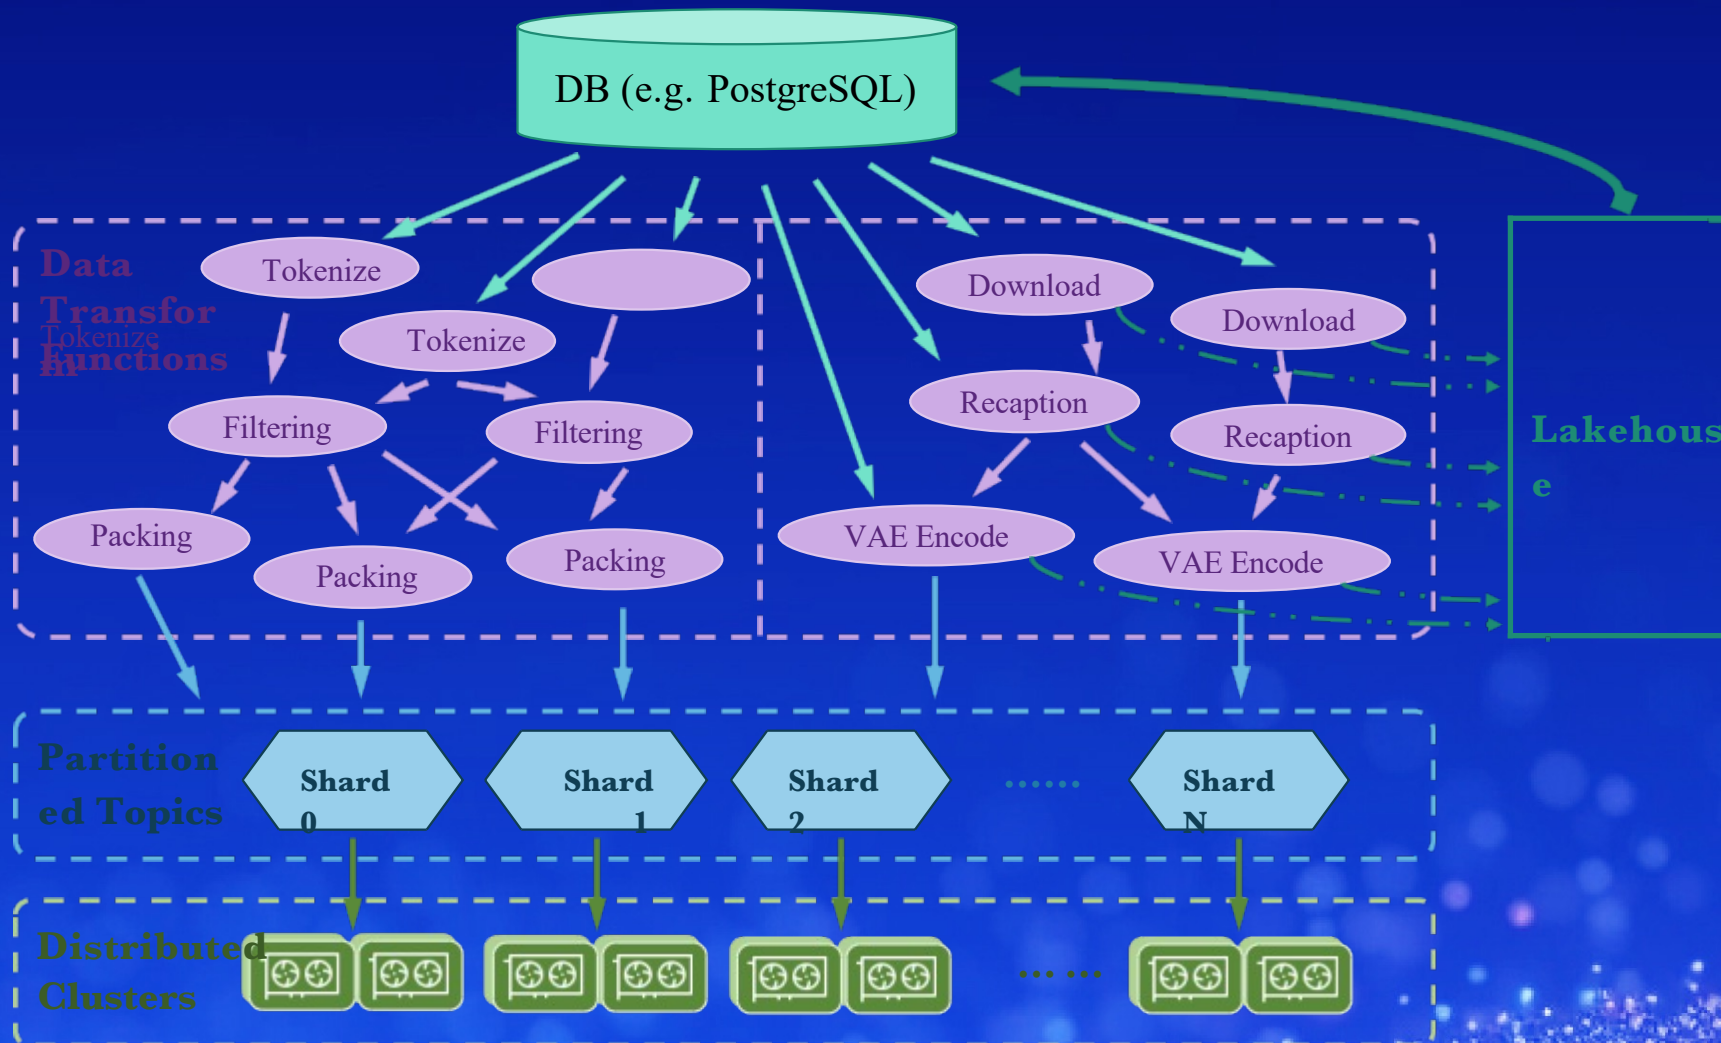 DB (e.g. PostgreSQL)
Data
Transfor
m
Functions
Tokenize
Tokenize
Tokenize
Download
Download
Filtering
Filtering
Recaption
Recaption
Packing
Packing
Packing
VAE Encode
VAE Encode
Lakehous
e
Partition
ed Topics
Shard
0
Shard
1
Shard
2
......
Shard
N
Distributed
Clusters
... ...